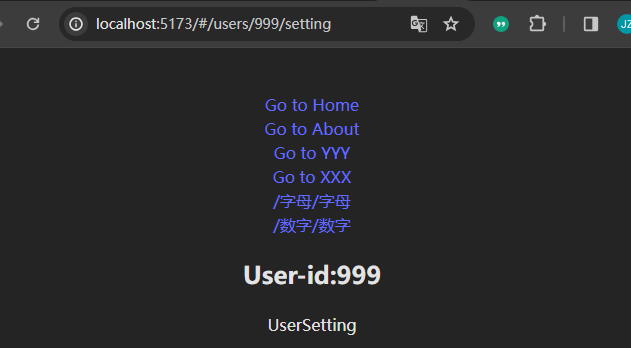 localhost:5173/#/users/999/setting
JZ
Go to Home
Go to About
Go to YYY
Go to XXX
/字母/字母
/数字/数字
User-id:999
UserSetting